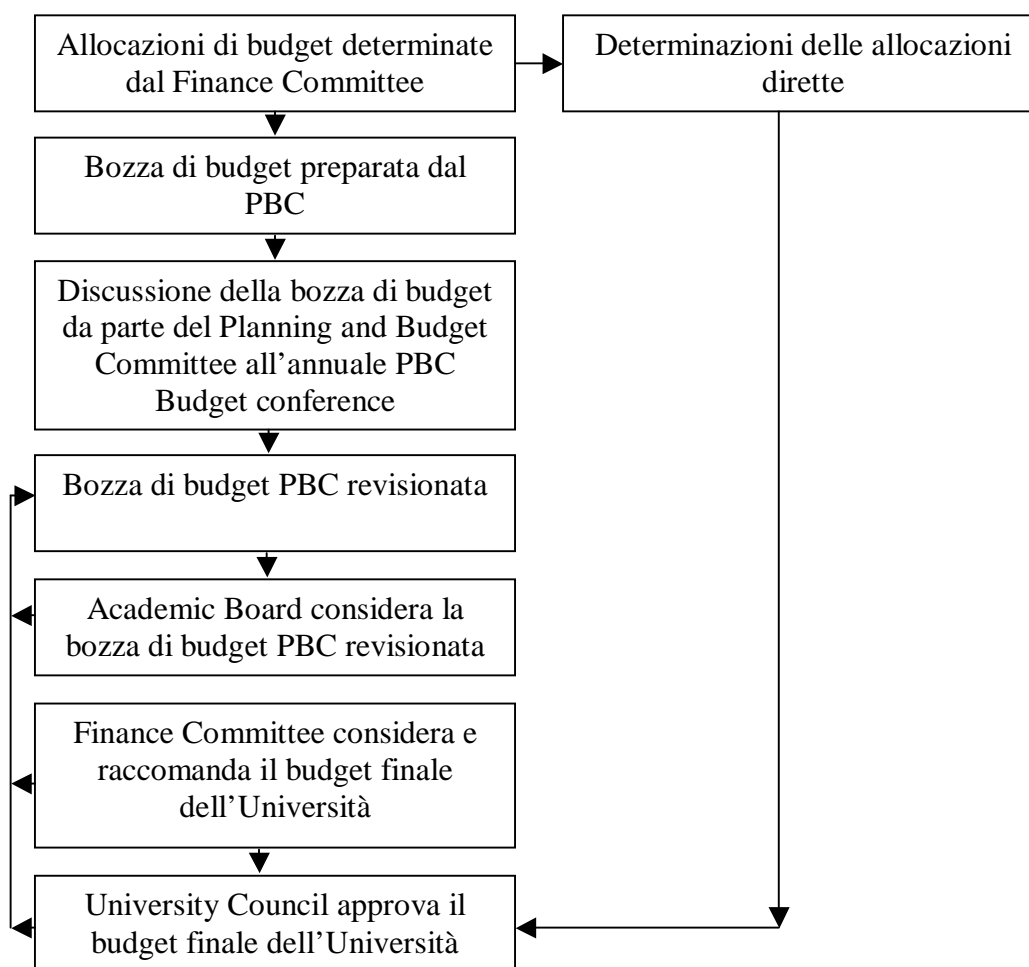 Allocazioni di budget determinate
dal Finance Committee
Determinazioni delle allocazioni
dirette
Bozza di budget preparata dal
PBC
Discussione della bozza di budget
da parte del Planning and Budget
Committee all’annuale PBC
Budget conference
Bozza di budget PBC revisionata
Academic Board considera la
bozza di budget PBC revisionata
Finance Committee considera e
raccomanda il budget finale
dell’Università
University Council approva il
budget finale dell’Università